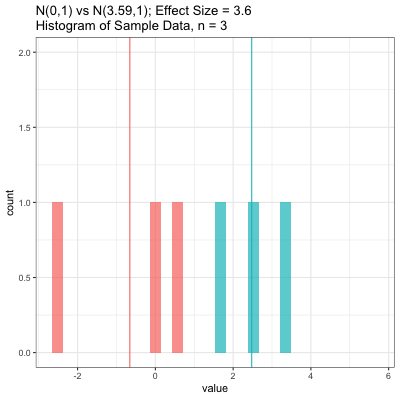 N(0,1) vs N(3.59,1); Effect Size = 3.6
Histogram of Sample Data, n = 3
2.0
1.5
1.0
0.5
0.0
count
-2
0
2
4
6
value